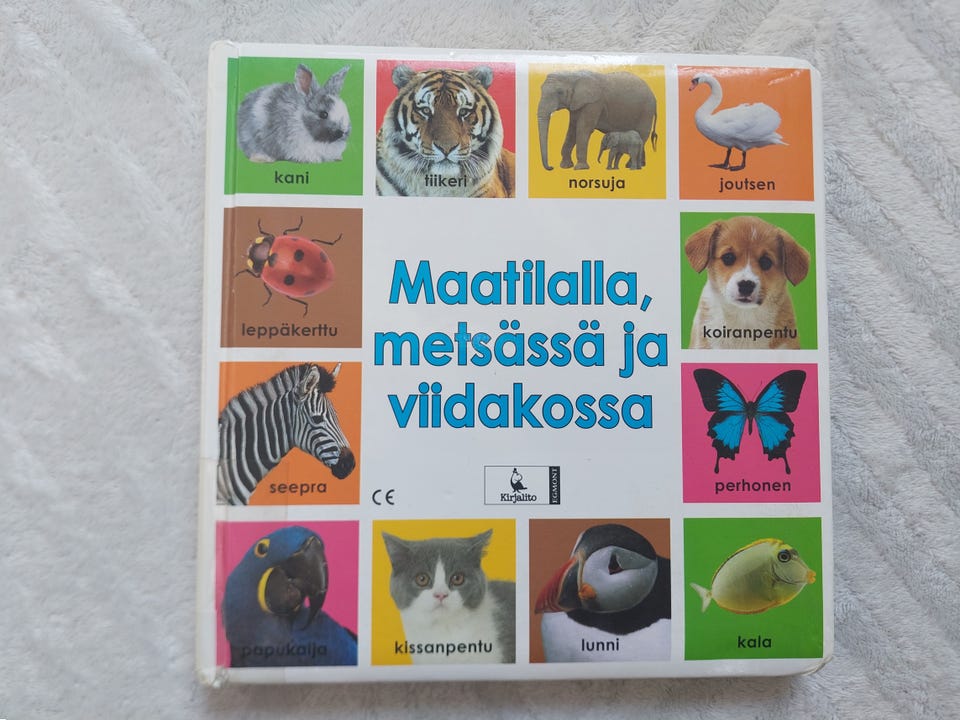 kani
tiikeri
norsuja
joutsen
leppäkerttu
Maatilalla,
metsässä ja
viidakossa
koiranpentu
seepra
perhonen
CE
Kirjalito
EGMONT
papukaija
kissanpentu
lunni
kala